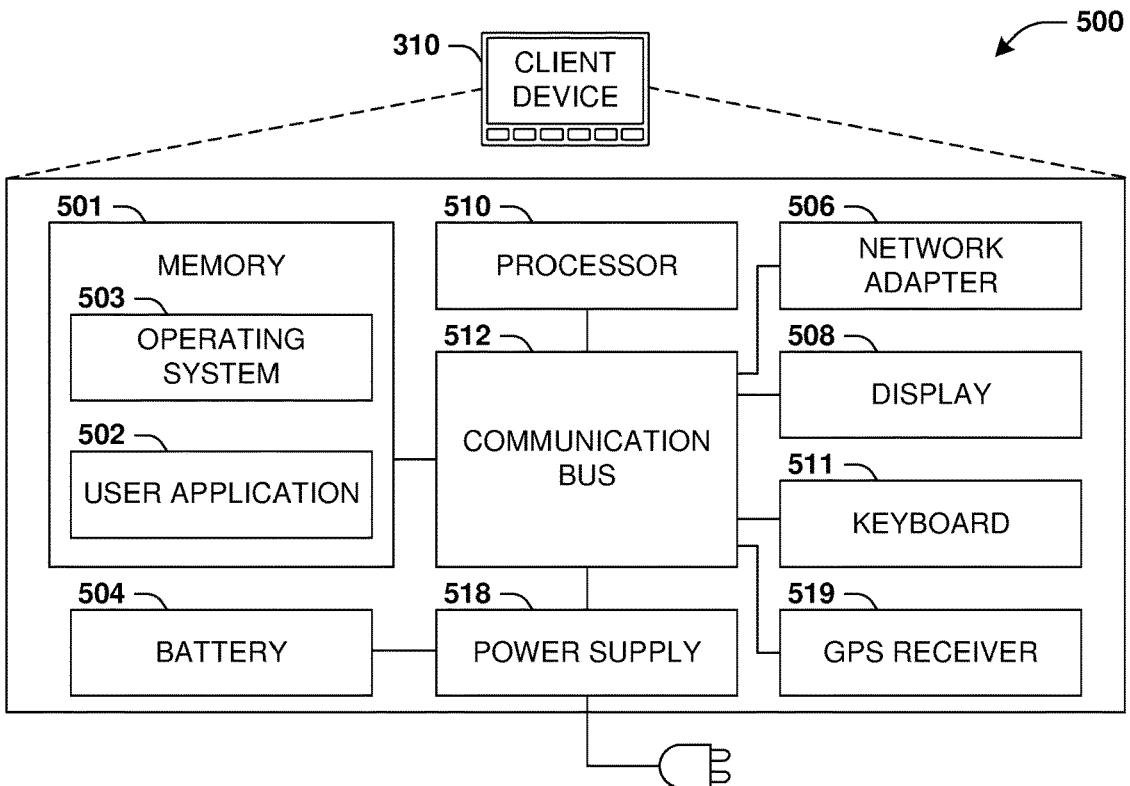 500
310
CLIENT
DEVICE
501
MEMORY
503
OPERATING
SYSTEM
502
USER APPLICATION
504
BATTERY
510
PROCESSOR
512
COMMUNICATION
BUS
518
POWER SUPPLY
506
NETWORK
ADAPTER
508
DISPLAY
511
KEYBOARD
519
GPS RECEIVER